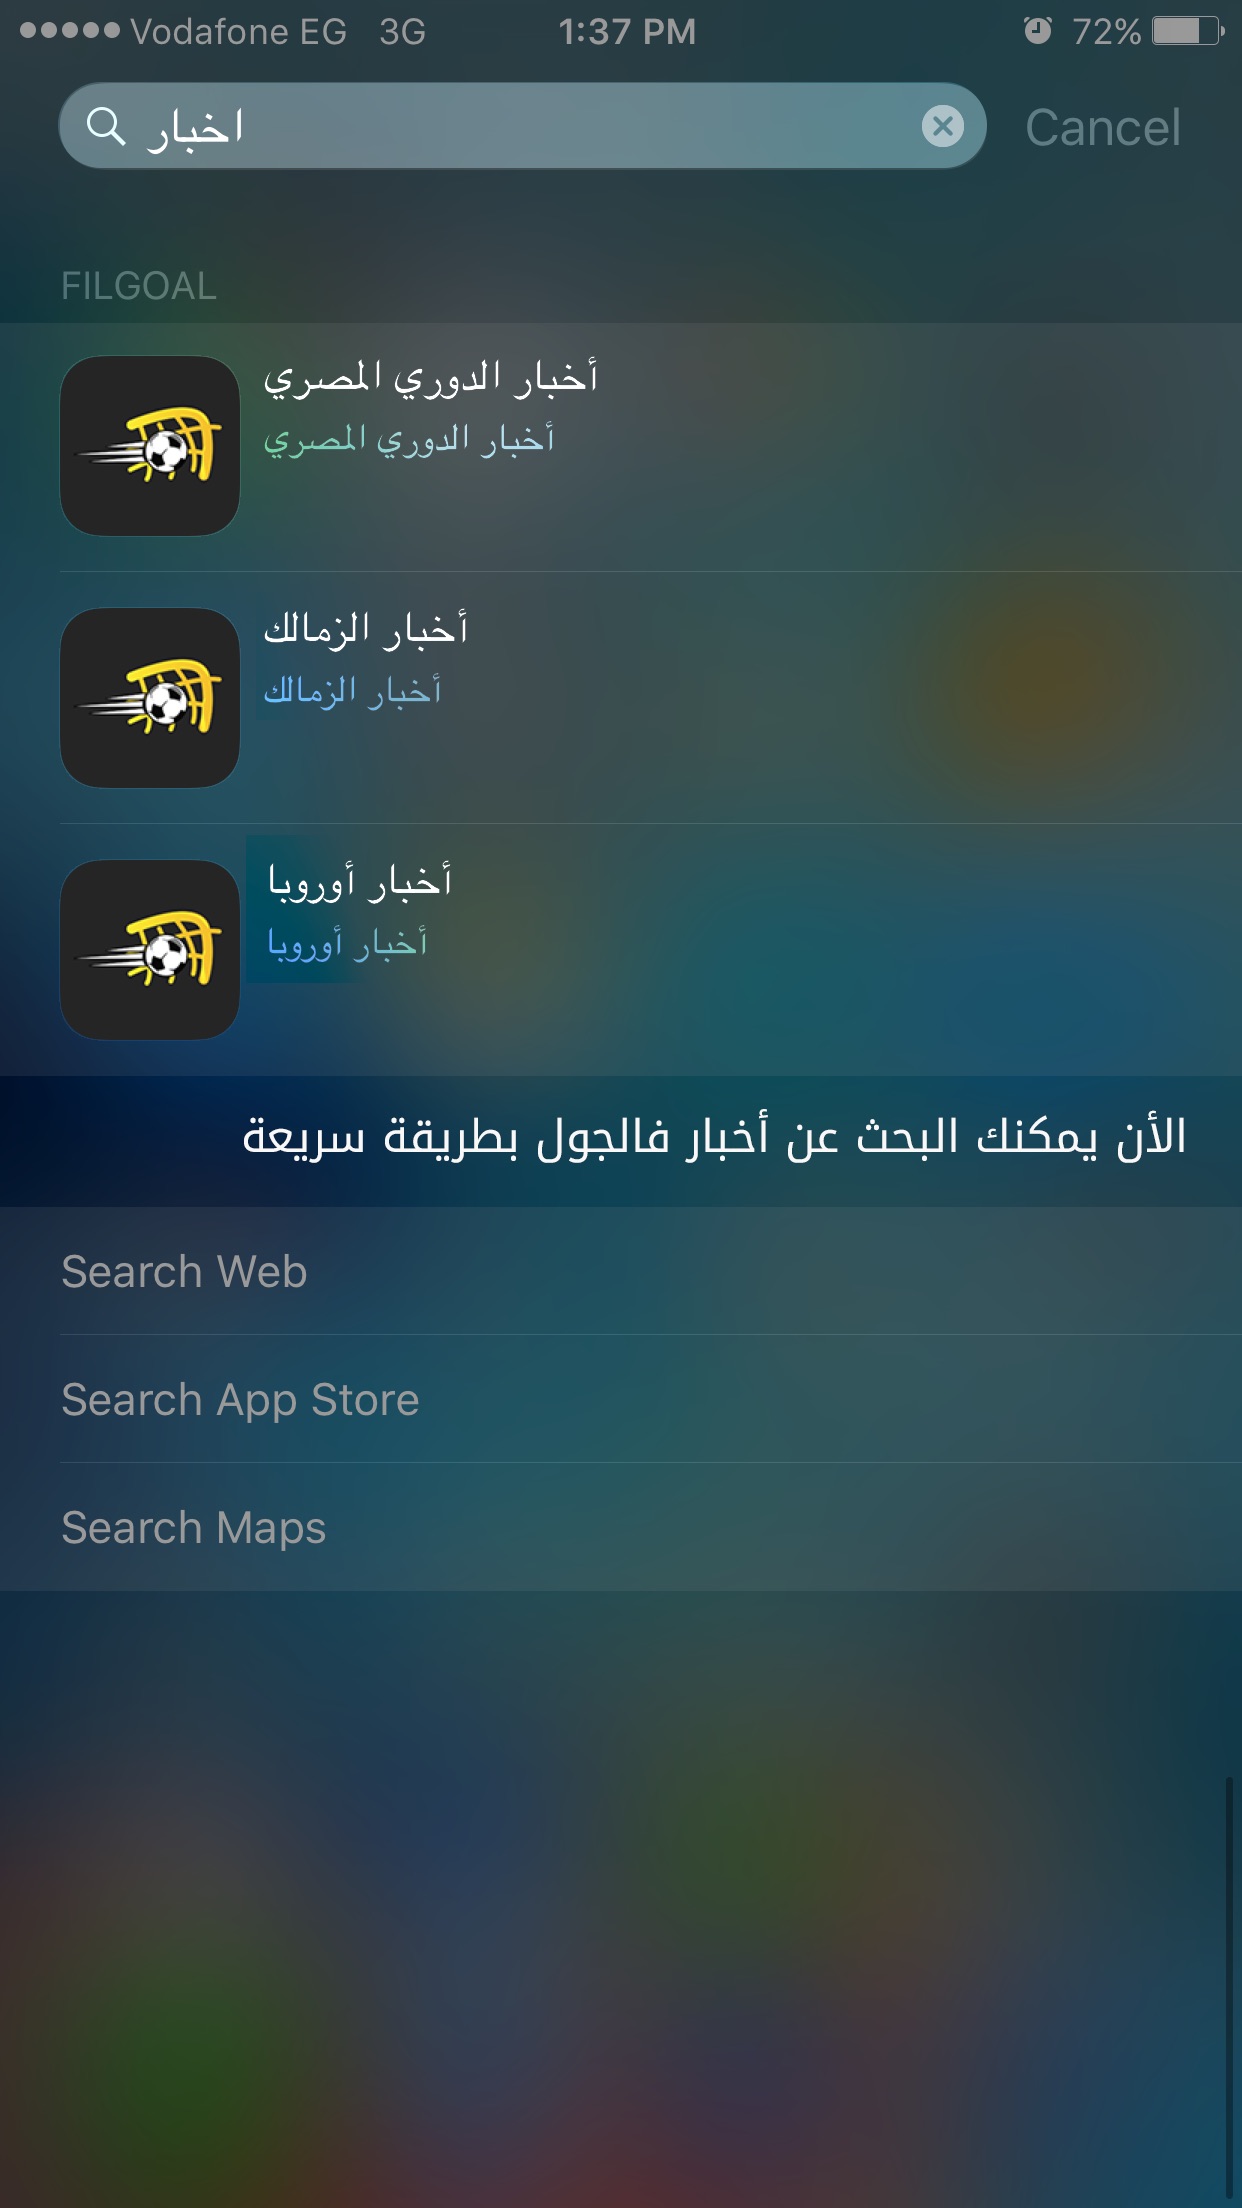 Vodafone EG 3G 1:37 PM 72%
اخبار Cancel
FILGOAL
أخبار الدوري المصري
أخبار الدوري المصري
أخبار الزمالك
أخبار الزمالك
أخبار أوروبا
أخبار أوروبا
الأن يمكنك البحث عن أخبار فالجول بطريقة سريعة
Search Web
Search App Store
Search Maps